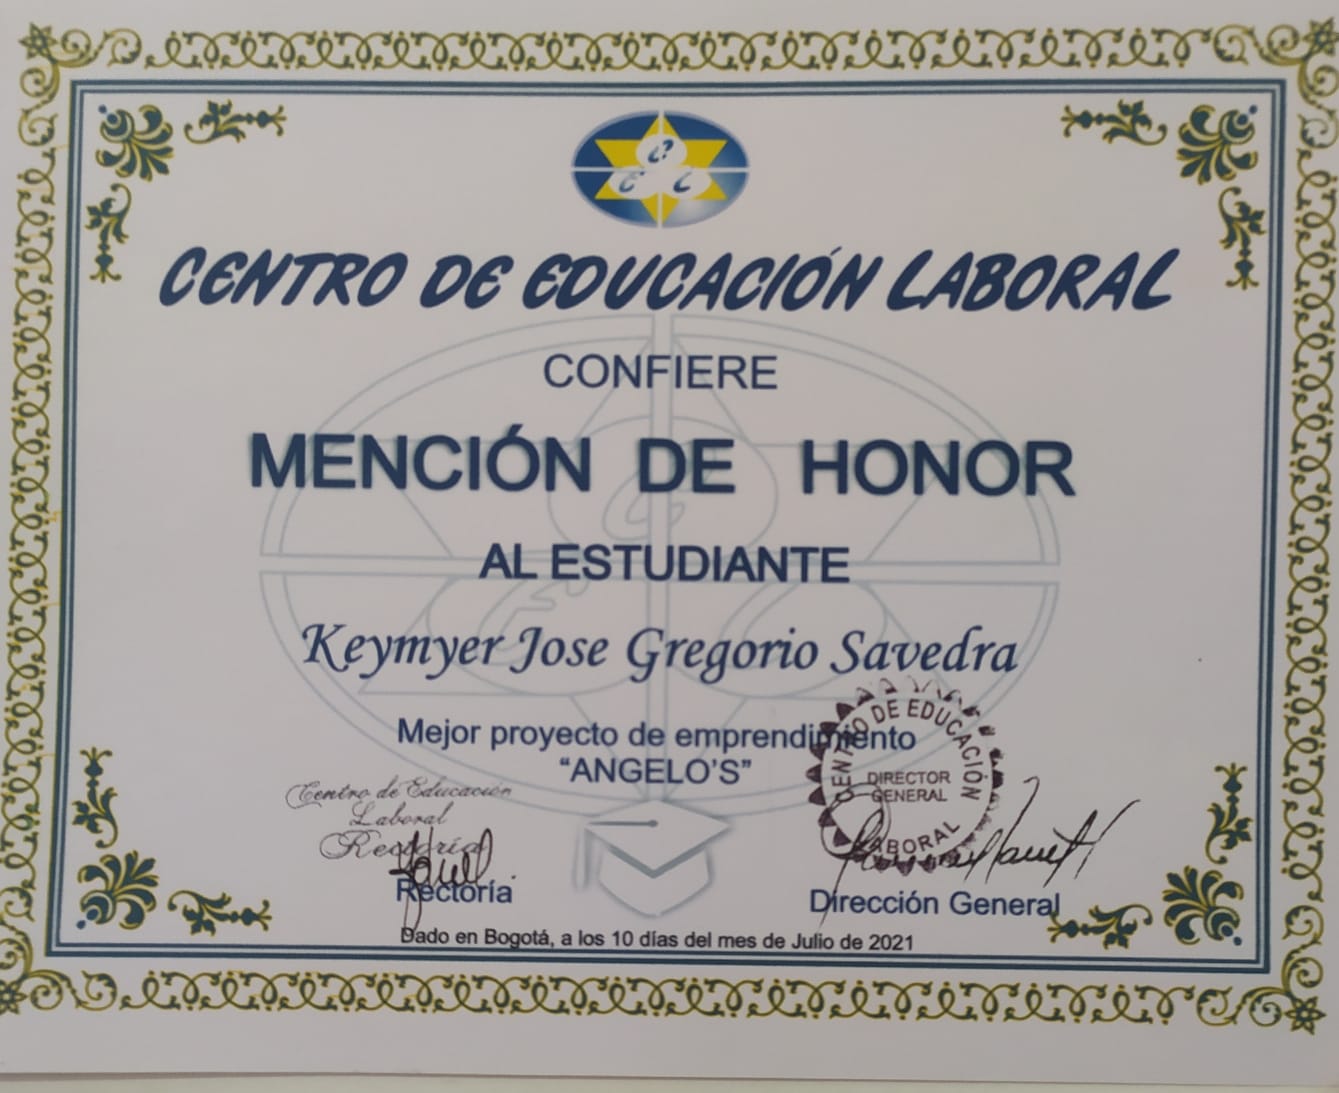 C
E L
CENTRO DE EDUCACIÓN LABORAL
CONFIERE
MENCIÓN DE HONOR
AL ESTUDIANTE
Keymyer Jose Gregorio Savedra
Mejor proyecto de emprendimiento
“ANGELO’S”
Centro de Educación
Laboral
Rectoría
Rectoría
CENTRO DE EDUCACIÓN
DIRECTOR
GENERAL
LABORAL
Dirección General
Dado en Bogotá, a los 10 días del mes de Julio de 2021